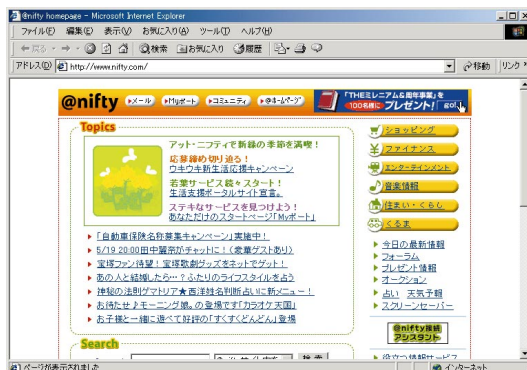 @nifty homepage - Microsoft Internet Explorer
ファイル(F) 編集(E) 表示(V) お気に入り(A) ツール(T) ヘルプ(H)
戻る 検索 お気に入り 履歴
アドレス(D) http://www.nifty.com/ 移動 リンク
@nifty メール Myポート コミュニティ @ホームページ 「THEミレニアム&周年事業」を
100名様に プレゼント! go!
Topics
アット・ニフティで新緑の季節を満喫!
応募締め切り迫る!
ウキウキ新生活応援キャンペーン
若葉サービス続々スタート!
生活支援ポータルサイト宣言。
ステキなサービスを見つけよう!
あなただけのスタートページ「Myポート」
「自動車保険名称募集キャンペーン」実施中!
5/19 20:00田中麗奈がチャットに!(豪華ゲストあり)
宝塚ファン待望!宝塚歌劇グッズをネットでゲット!
あの人と結婚したら…?ふたりのライフスタイルを占う
神秘の法則ゲマトリア★西洋姓名判断占いに新メニュー!
お待たせ♪モーニング娘。の登場です「カラオケ天国」
お子様と一緒に遊べて好評の「すくすくどんどん」登場
Search
検索
ショッピング
ファイナンス
エンターテインメント
音楽情報
住まい・くらし
くるま
今日の最新情報
フォーラム
プレゼント情報
オークション
占い 天気予報
スクリーンセーバー
@nifty接続
アシスタント
役立つ情報サービス
ページが表示されました インターネット